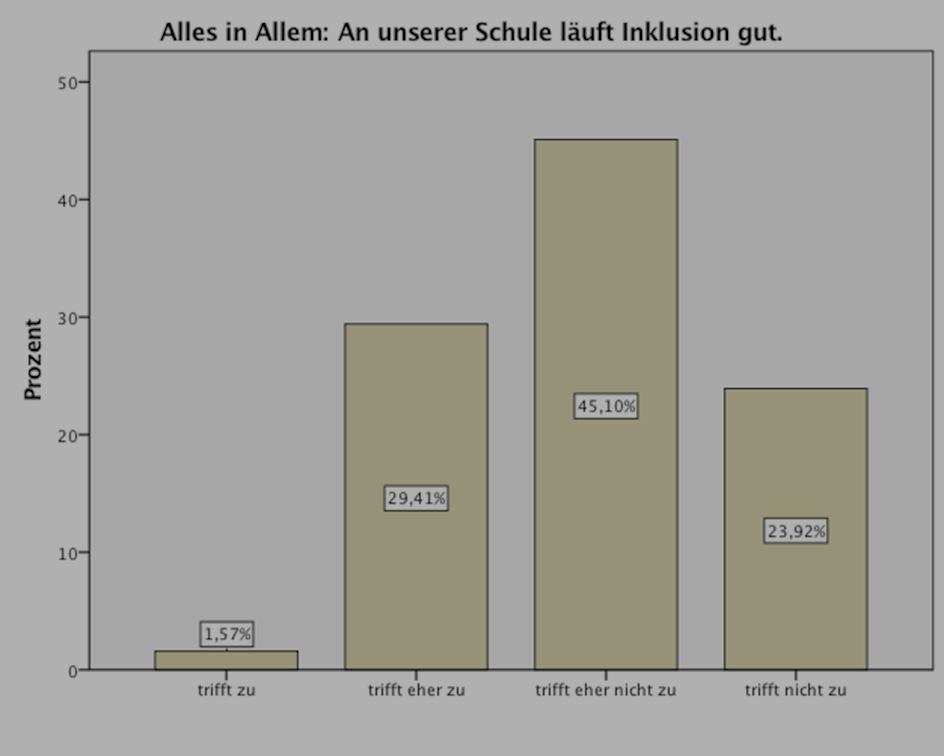 Alles in Allem: An unserer Schule läuft Inklusion gut.
Prozent
50
40
30
20
10
0
1,57%
29,41%
45,10%
23,92%
trifft zu
trifft eher zu
trifft eher nicht zu
trifft nicht zu